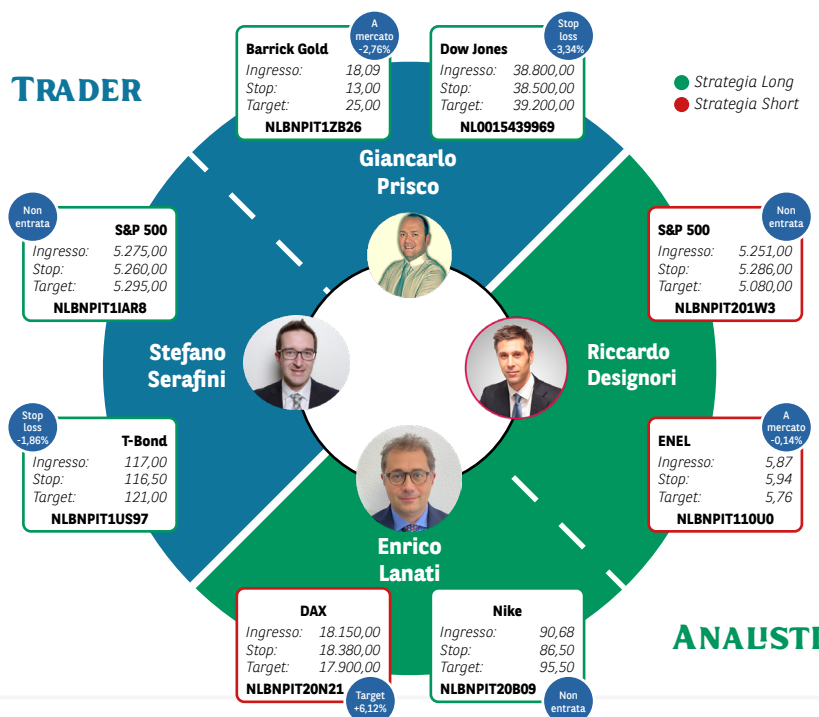 TRADER
Barrick Gold
A
mercato
-2,76%
Ingresso: 18,09
Stop: 13,00
Target: 25,00
NLBNPIT1ZB26
Dow Jones
Stop
loss
-3,34%
Ingresso: 38.800,00
Stop: 38.500,00
Target: 39.200,00
NL0015439969
Strategia Long
Strategia Short
Giancarlo
Prisco
Non
entrata
S&P 500
Ingresso: 5.275,00
Stop: 5.260,00
Target: 5.295,00
NLBNPIT1IAR8
Non
entrata
S&P 500
Ingresso: 5.251,00
Stop: 5.286,00
Target: 5.080,00
NLBNPIT201W3
Stefano
Serafini
Riccardo
Designori
Stop
loss
-1,86%
T-Bond
Ingresso: 117,00
Stop: 116,50
Target: 121,00
NLBNPIT1US97
A
mercato
-0,14%
ENEL
Ingresso: 5,87
Stop: 5,94
Target: 5,76
NLBNPIT110U0
Enrico
Lanati
DAX
Ingresso: 18.150,00
Stop: 18.380,00
Target: 17.900,00
NLBNPIT20N21
Target
+6,12%
Nike
Ingresso: 90,68
Stop: 86,50
Target: 95,50
NLBNPIT20B09
Non
entrata
ANALISTI